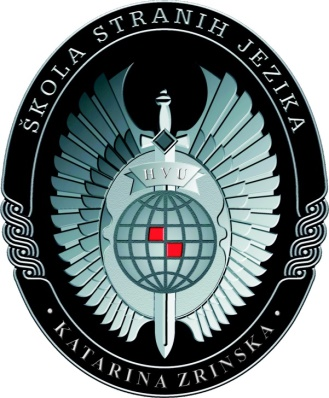 ŠKOLA STRANIH JEZIKA
HVU
• KATARINA ZRINSKA •